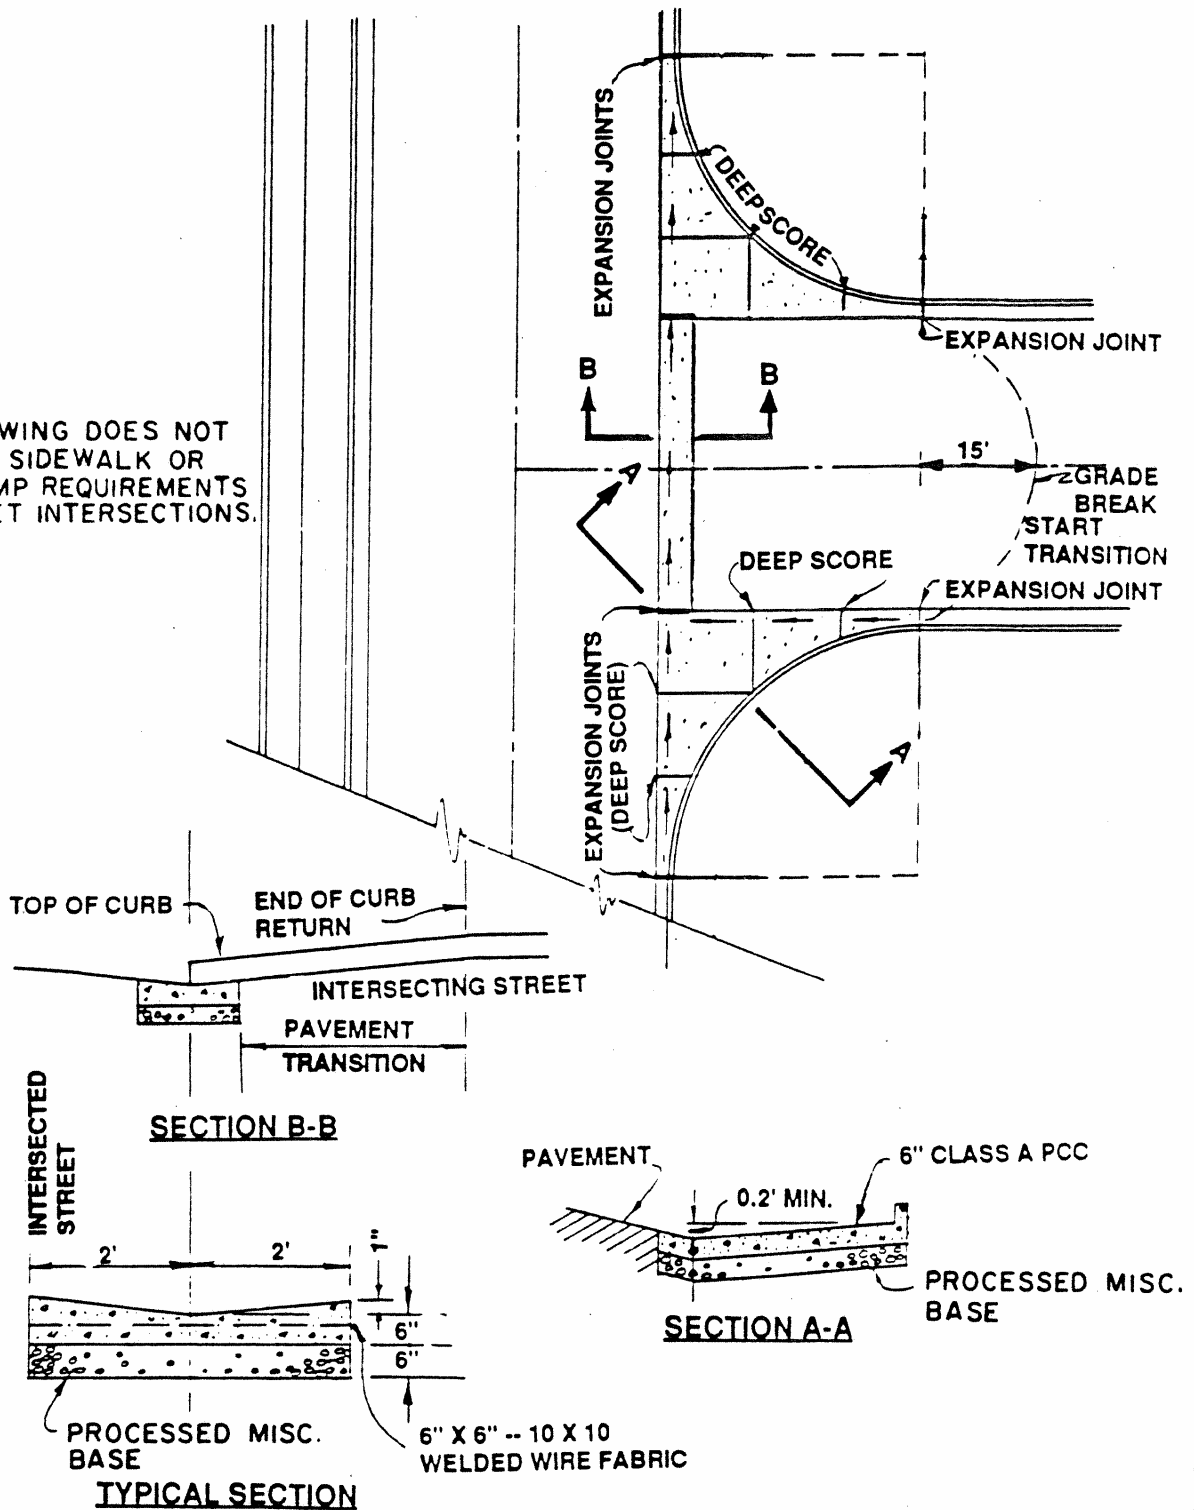 EXPANSION JOINTS
DEEPSCORE
EXPANSION JOINT
B
B
WING DOES NOT
SIDEWALK OR
MP REQUIREMENTS
T INTERSECTIONS.
A
15'
GRADE
BREAK
START
TRANSITION
DEEP SCORE
EXPANSION JOINT
EXPANSION JOINTS
(DEEP SCORE)
A
TOP OF CURB
END OF CURB
RETURN
INTERSECTING STREET
PAVEMENT
TRANSITION
SECTION B-B
INTERSECTED
STREET
2'
2'
1"
6"
6"
PROCESSED MISC.
BASE
6" X 6" -- 10 X 10
WELDED WIRE FABRIC
TYPICAL SECTION
PAVEMENT
6" CLASS A PCC
0.2' MIN.
PROCESSED MISC.
BASE
SECTION A-A